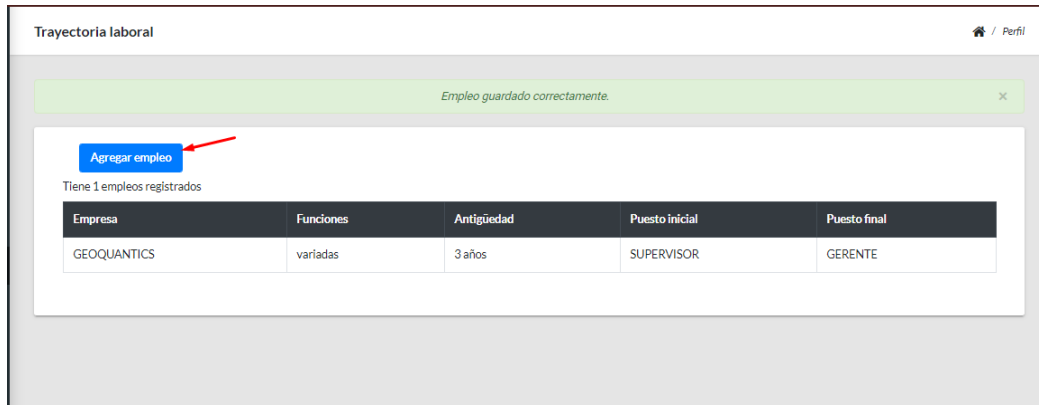 Trayectoria laboral
/ Perfil
Empleo guardado correctamente. ×
Agregar empleo
Tiene 1 empleos registrados
Empresa Funciones Antigüedad Puesto inicial Puesto final
GEOQUANTICS variadas 3 años SUPERVISOR GERENTE